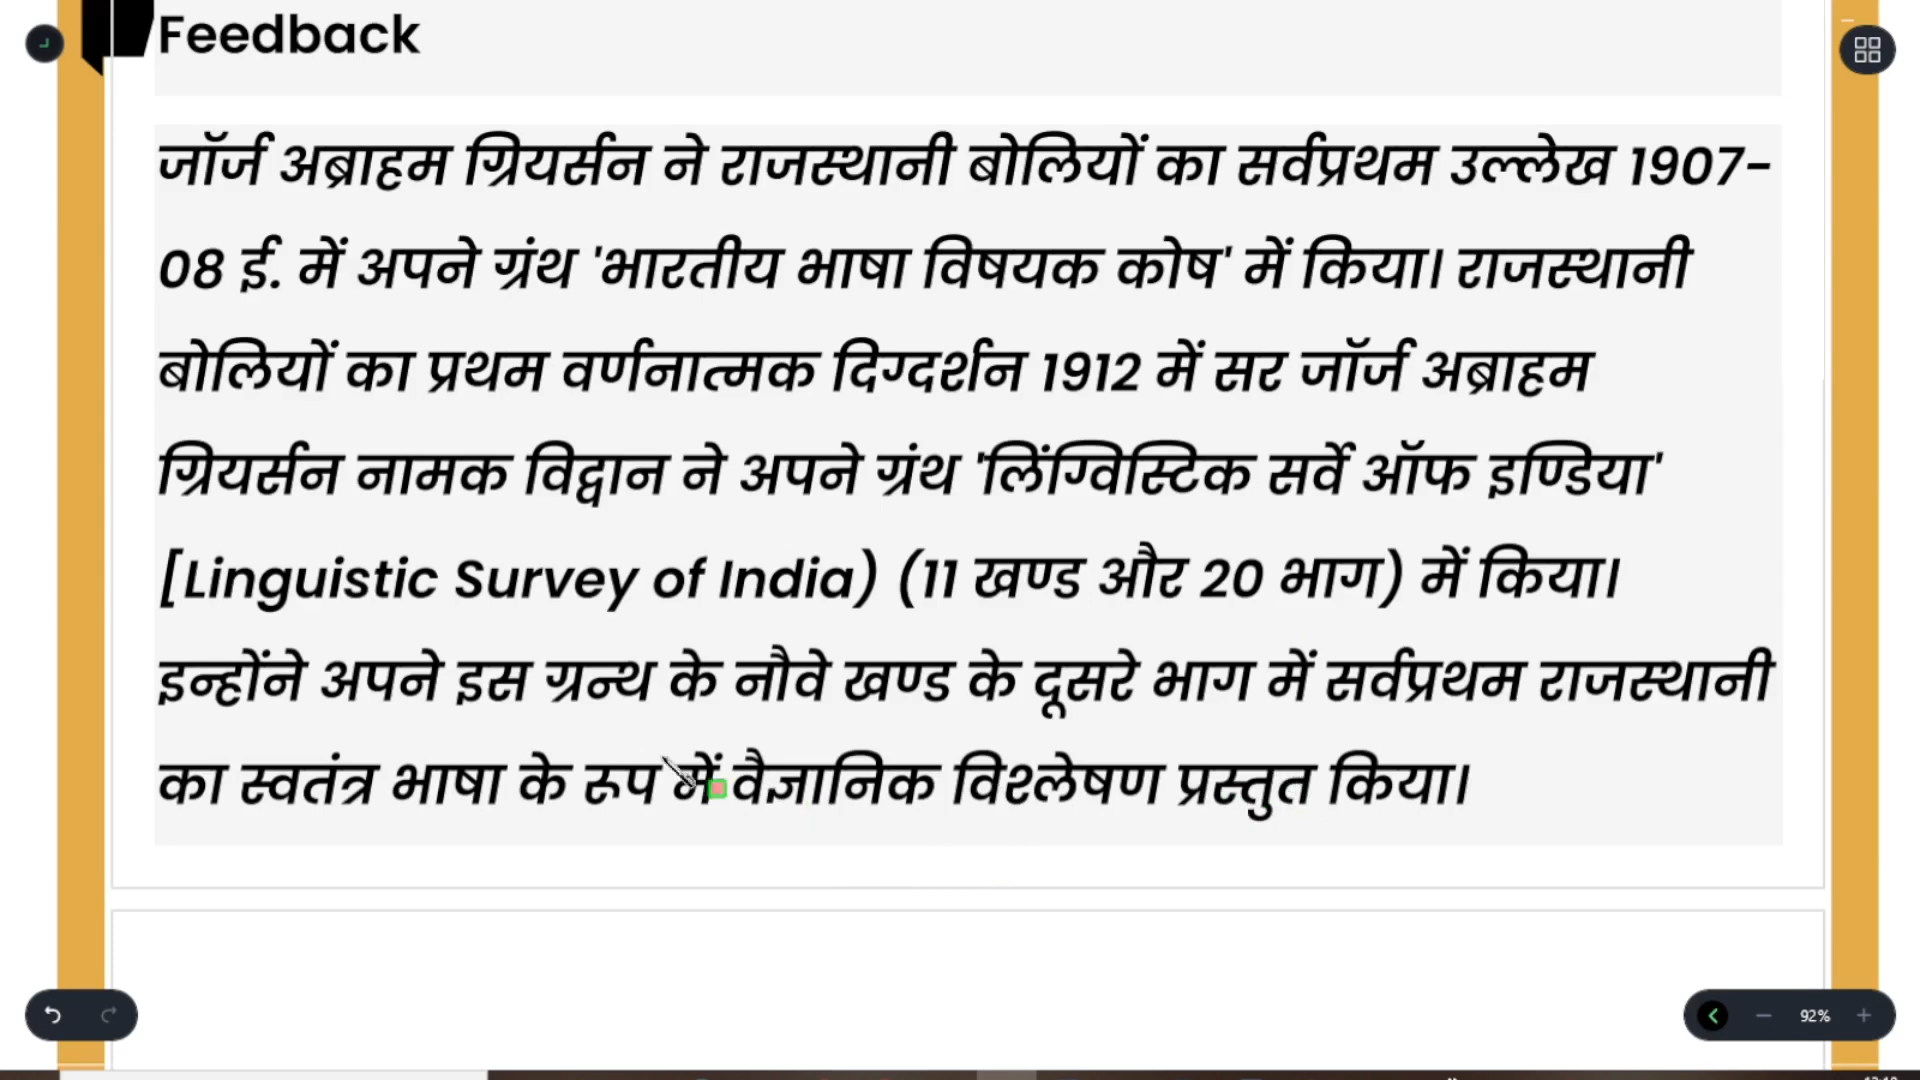 Feedback
जॉर्ज अब्राहम ग्रियर्सन ने राजस्थानी बोलियों का सर्वप्रथम उल्लेख 1907-
08 ई. में अपने ग्रंथ 'भारतीय भाषा विषयक कोष' में किया। राजस्थानी
बोलियों का प्रथम वर्णनात्मक दिग्दर्शन 1912 में सर जॉर्ज अब्राहम
ग्रियर्सन नामक विद्वान ने अपने ग्रंथ 'लिंग्विस्टिक सर्वे ऑफ इण्डिया'
[Linguistic Survey of India) (11 खण्ड और 20 भाग) में किया।
इन्होंने अपने इस ग्रन्थ के नौवे खण्ड के दूसरे भाग में सर्वप्रथम राजस्थानी
का स्वतंत्र भाषा के रूप में वैज्ञानिक विश्लेषण प्रस्तुत किया।
92%